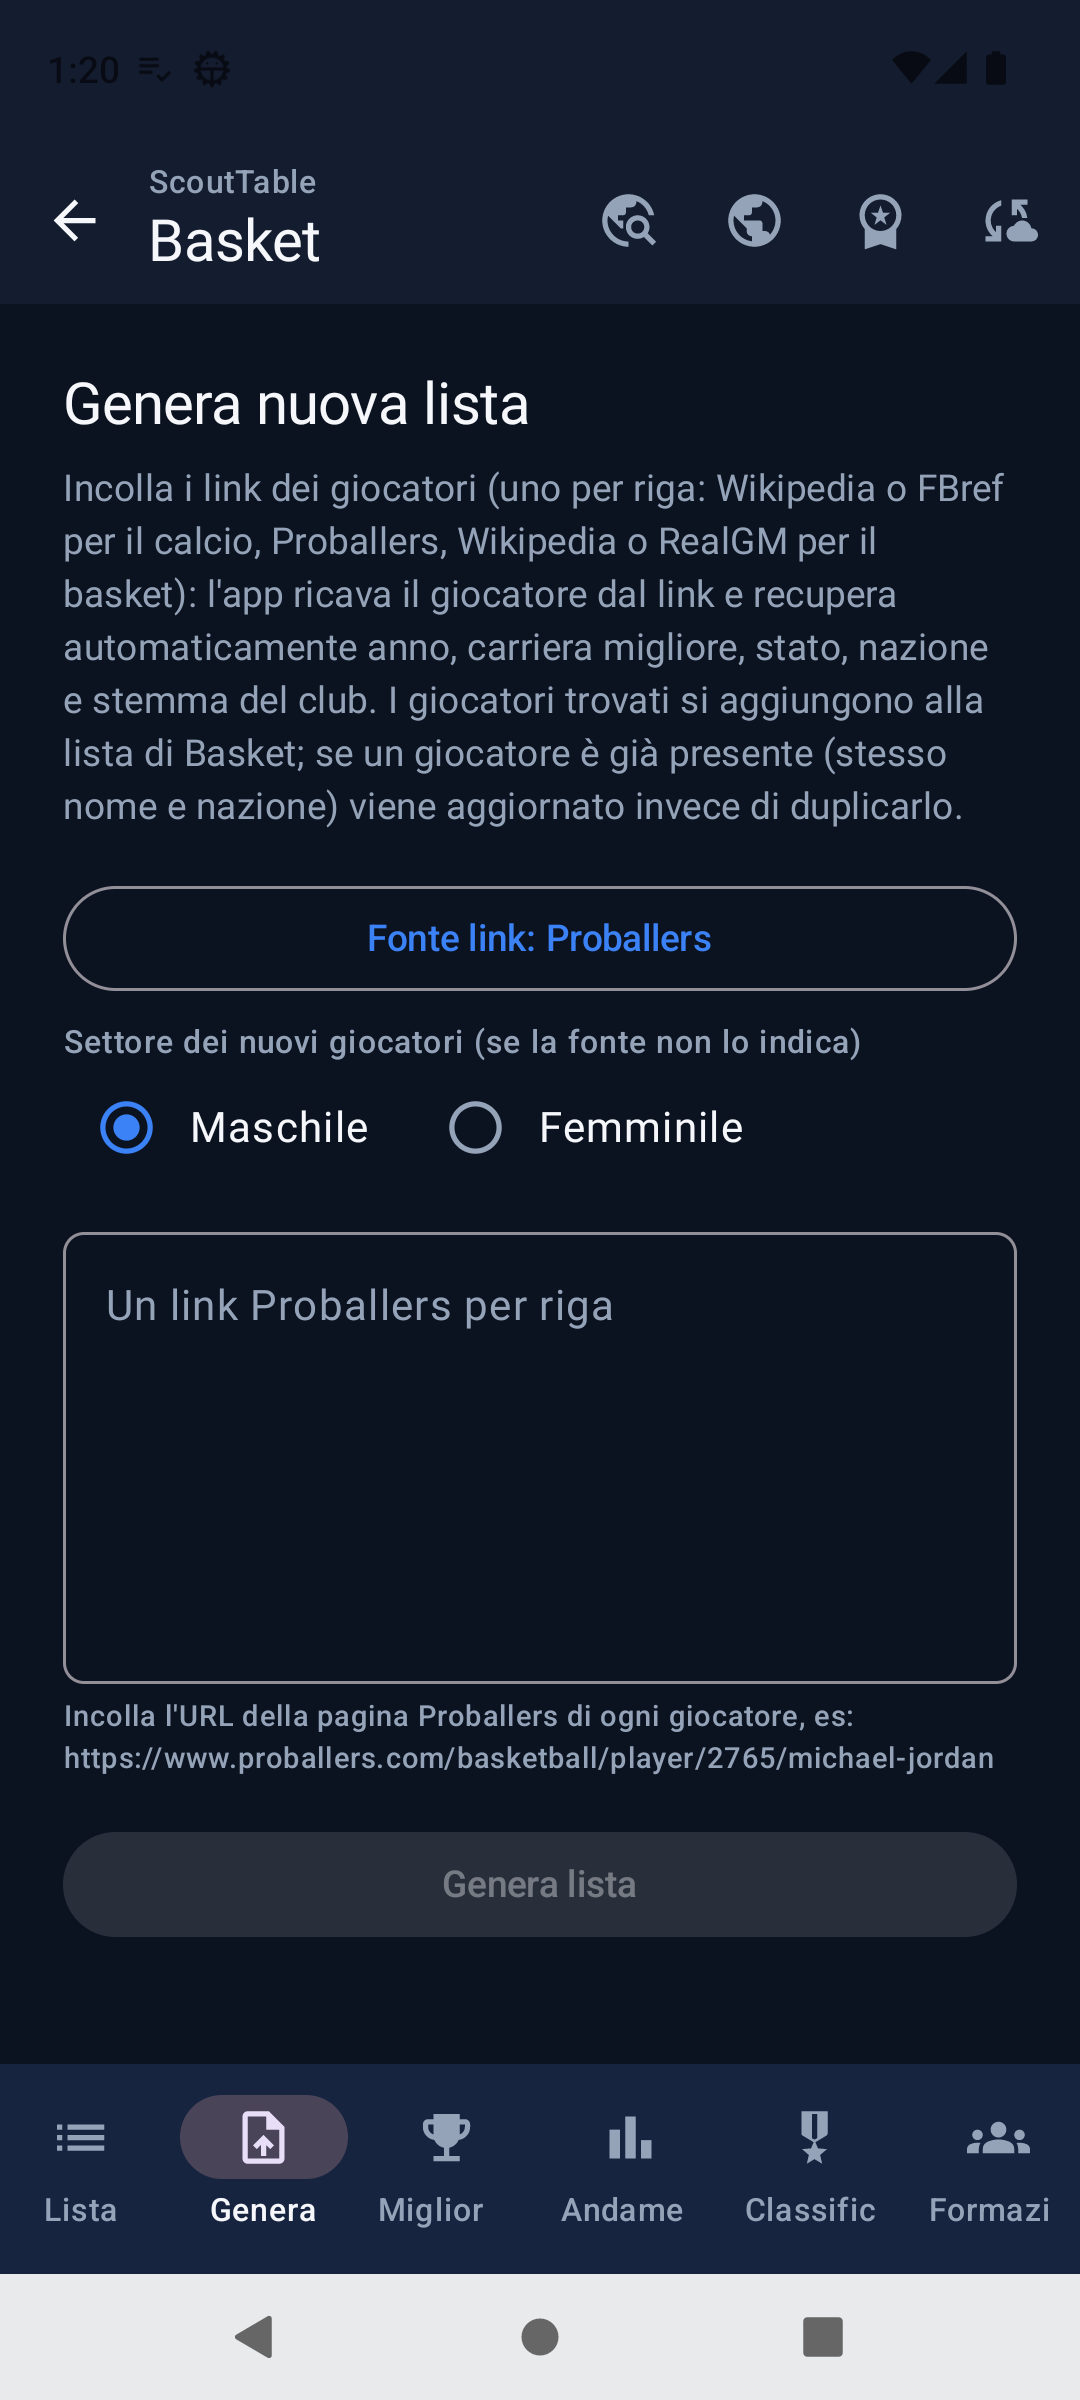 1:20
ScoutTable
Basket
Genera nuova lista
Incolla i link dei giocatori (uno per riga: Wikipedia o FBref
per il calcio, Proballers, Wikipedia o RealGM per il
basket): l'app ricava il giocatore dal link e recupera
automaticamente anno, carriera migliore, stato, nazione
e stemma del club. I giocatori trovati si aggiungono alla
lista di Basket; se un giocatore è già presente (stesso
nome e nazione) viene aggiornato invece di duplicarlo.
Fonte link: Proballers
Settore dei nuovi giocatori (se la fonte non lo indica)
Maschile Femminile
Un link Proballers per riga
Incolla l'URL della pagina Proballers di ogni giocatore, es:
https://www.proballers.com/basketball/player/2765/michael-jordan
Genera lista
Lista Genera Miglior Andame Classific Formazi